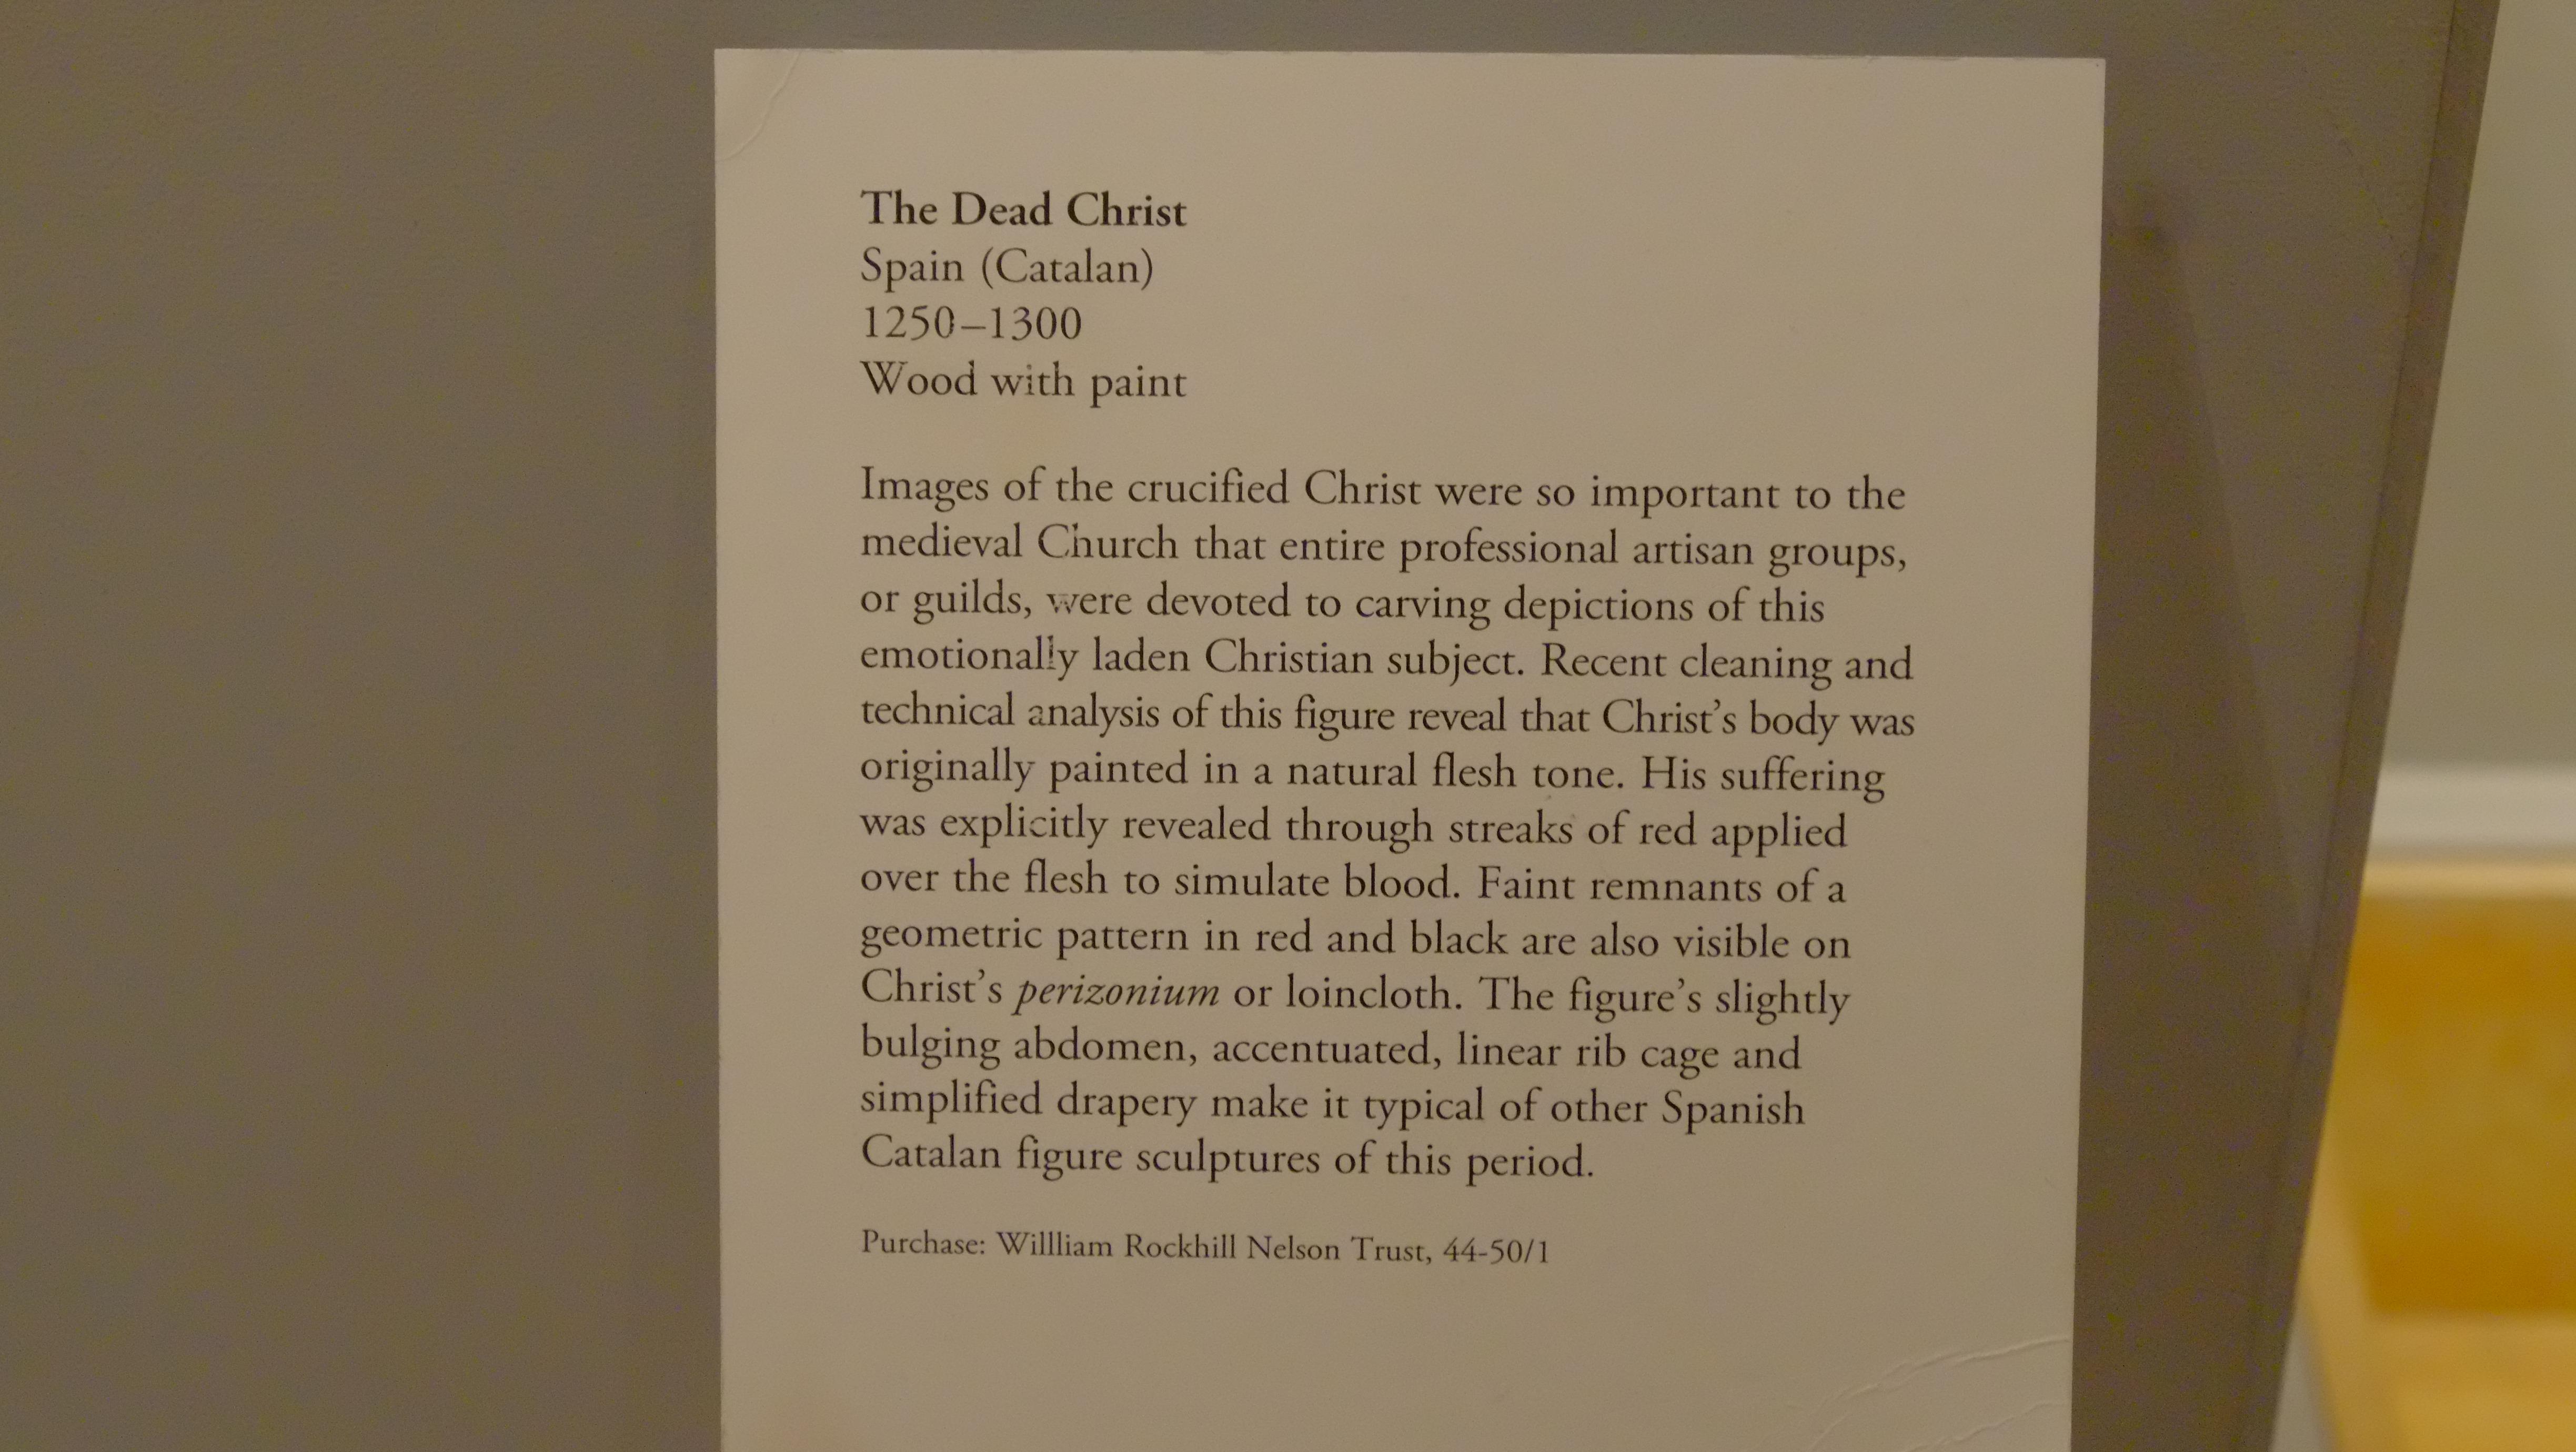 The Dead Christ
Spain (Catalan)
1250–1300
Wood with paint
Images of the crucified Christ were so important to the
medieval Church that entire professional artisan groups,
or guilds, were devoted to carving depictions of this
emotionally laden Christian subject. Recent cleaning and
technical analysis of this figure reveal that Christ’s body was
originally painted in a natural flesh tone. His suffering
was explicitly revealed through streaks of red applied
over the flesh to simulate blood. Faint remnants of a
geometric pattern in red and black are also visible on
Christ’s perizonium or loincloth. The figure’s slightly
bulging abdomen, accentuated, linear rib cage and
simplified drapery make it typical of other Spanish
Catalan figure sculptures of this period.
Purchase: Willliam Rockhill Nelson Trust, 44-50/1